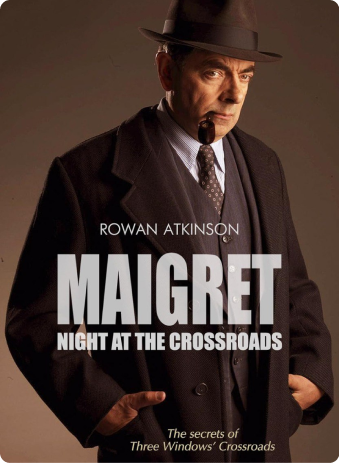 ROWAN ATKINSON
MAIGRET
NIGHT AT THE CROSSROADS
The secrets of
Three Windows' Crossroads